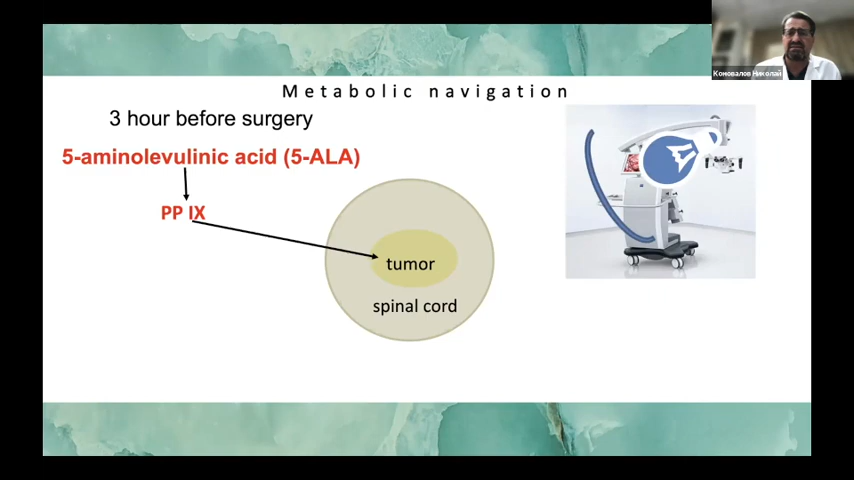 Коновалов Николай
Metabolic navigation
3 hour before surgery
5-aminolevulinic acid (5-ALA)
PP IX
tumor
spinal cord